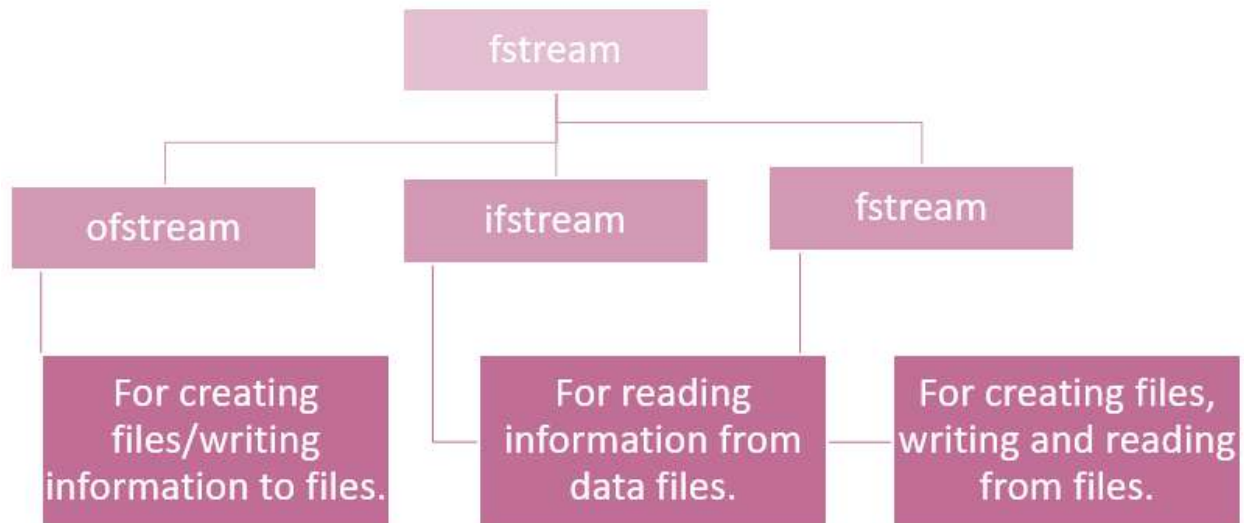 fstream
ofstream
ifstream
fstream
For creating
files/writing
information to files.
For reading
information from
data files.
For creating files,
writing and reading
from files.